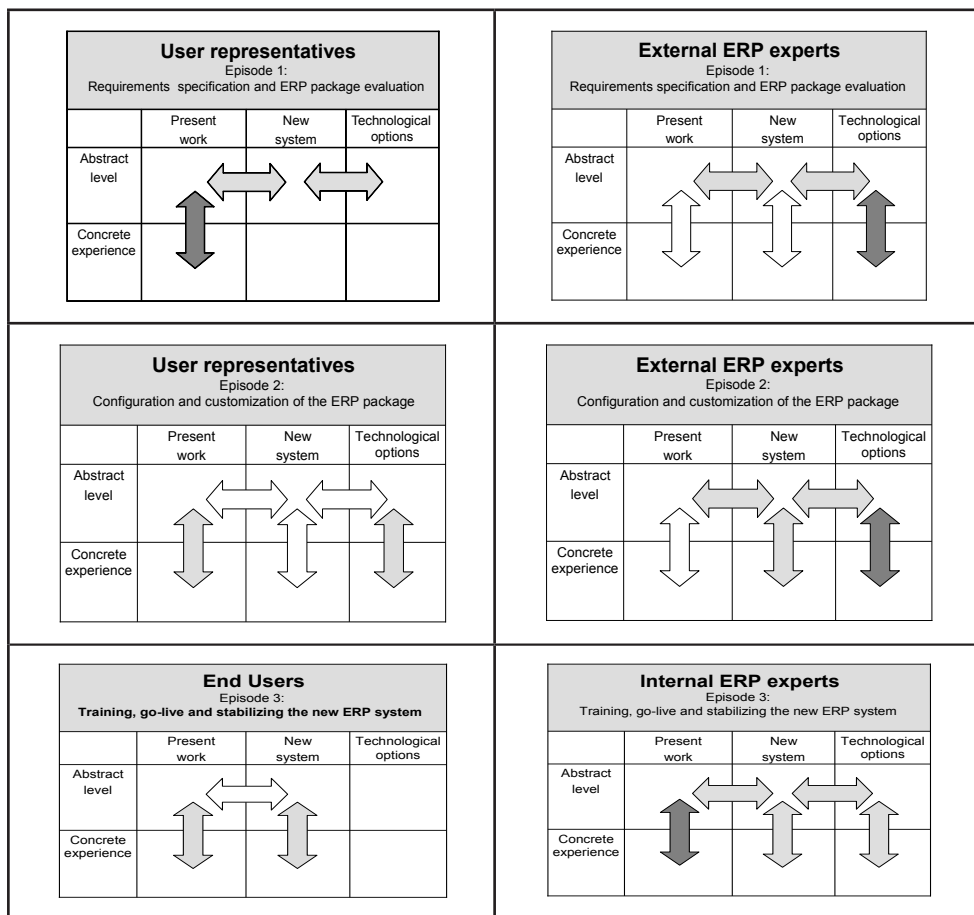 User representatives
Episode 1:
Requirements specification and ERP package evaluation
Present work
New system
Technological options
Abstract level
Concrete experience
External ERP experts
Episode 1:
Requirements specification and ERP package evaluation
Present work
New system
Technological options
Abstract level
Concrete experience
User representatives
Episode 2:
Configuration and customization of the ERP package
Present work
New system
Technological options
Abstract level
Concrete experience
External ERP experts
Episode 2:
Configuration and customization of the ERP package
Present work
New system
Technological options
Abstract level
Concrete experience
End Users
Episode 3:
Training, go-live and stabilizing the new ERP system
Present work
New system
Technological options
Abstract level
Concrete experience
Internal ERP experts
Episode 3:
Training, go-live and stabilizing the new ERP system
Present work
New system
Technological options
Abstract level
Concrete experience